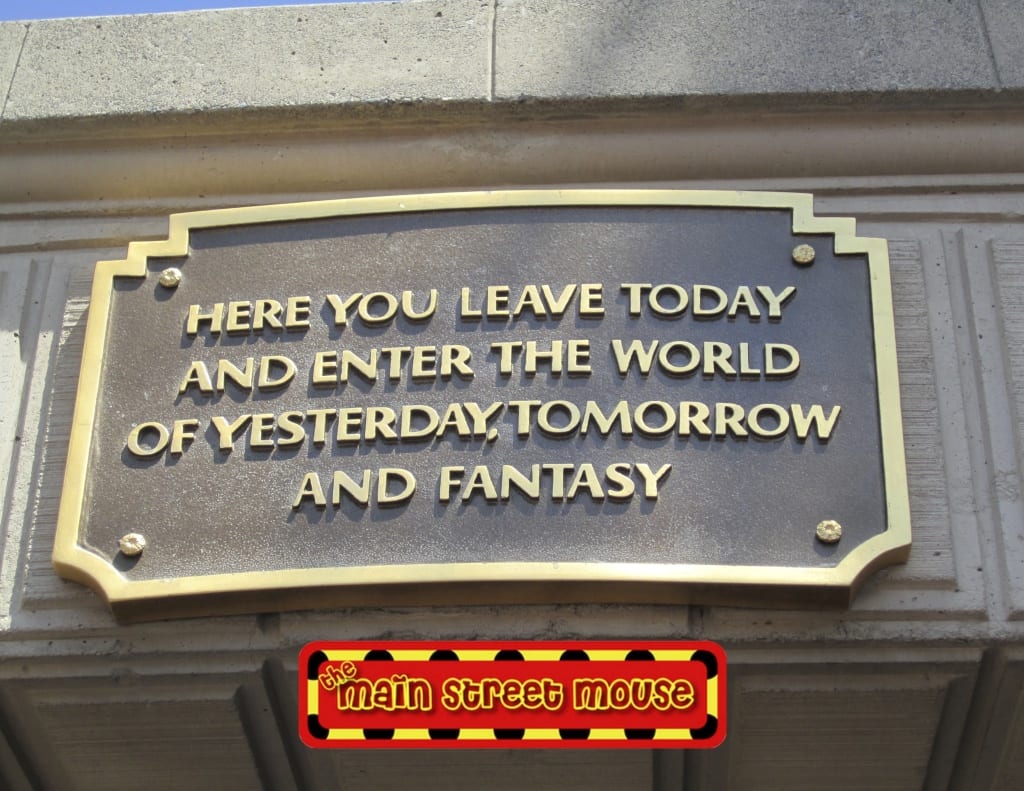 HERE YOU LEAVE TODAY
AND ENTER THE WORLD
OF YESTERDAY, TOMORROW
AND FANTASY
the main street mouse